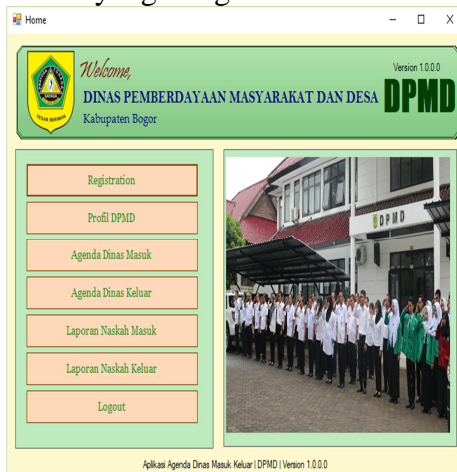 Home
Welcome,
Version 1.0.0.0
DINAS PEMBERDAYAAN MASYARAKAT DAN DESA
DPMD
Kabupaten Bogor
TEGAR BERIMAN
Registration
Profil DPMD
DPMD
Agenda Dinas Masuk
Agenda Dinas Keluar
Laporan Naskah Masuk
Laporan Naskah Keluar
Logout
Aplikasi Agenda Dinas Masuk Keluar | DPMD | Version 1.0.0.0